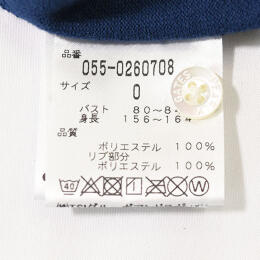 品番
055-0260708
サイズ
0
バスト 80～8
身長 156～164
品質
ポリエステル 100%
リブ部分
ポリエステル 100%
40